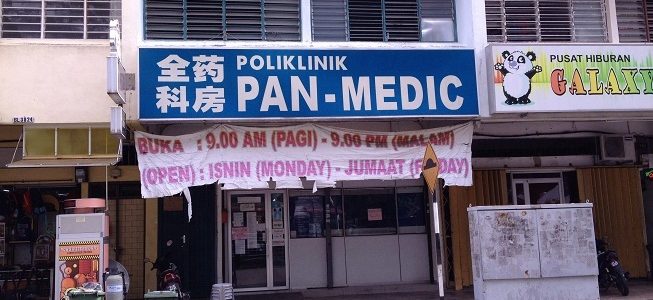 全药
科房
POLIKLINIK
PAN-MEDIC
BUKA : 9.00 AM (PAGI) - 9.00 PM (MALAM)
(OPEN) : ISNIN (MONDAY) - JUMAAT (FRIDAY)
PUSAT HIBURAN
GALAXY